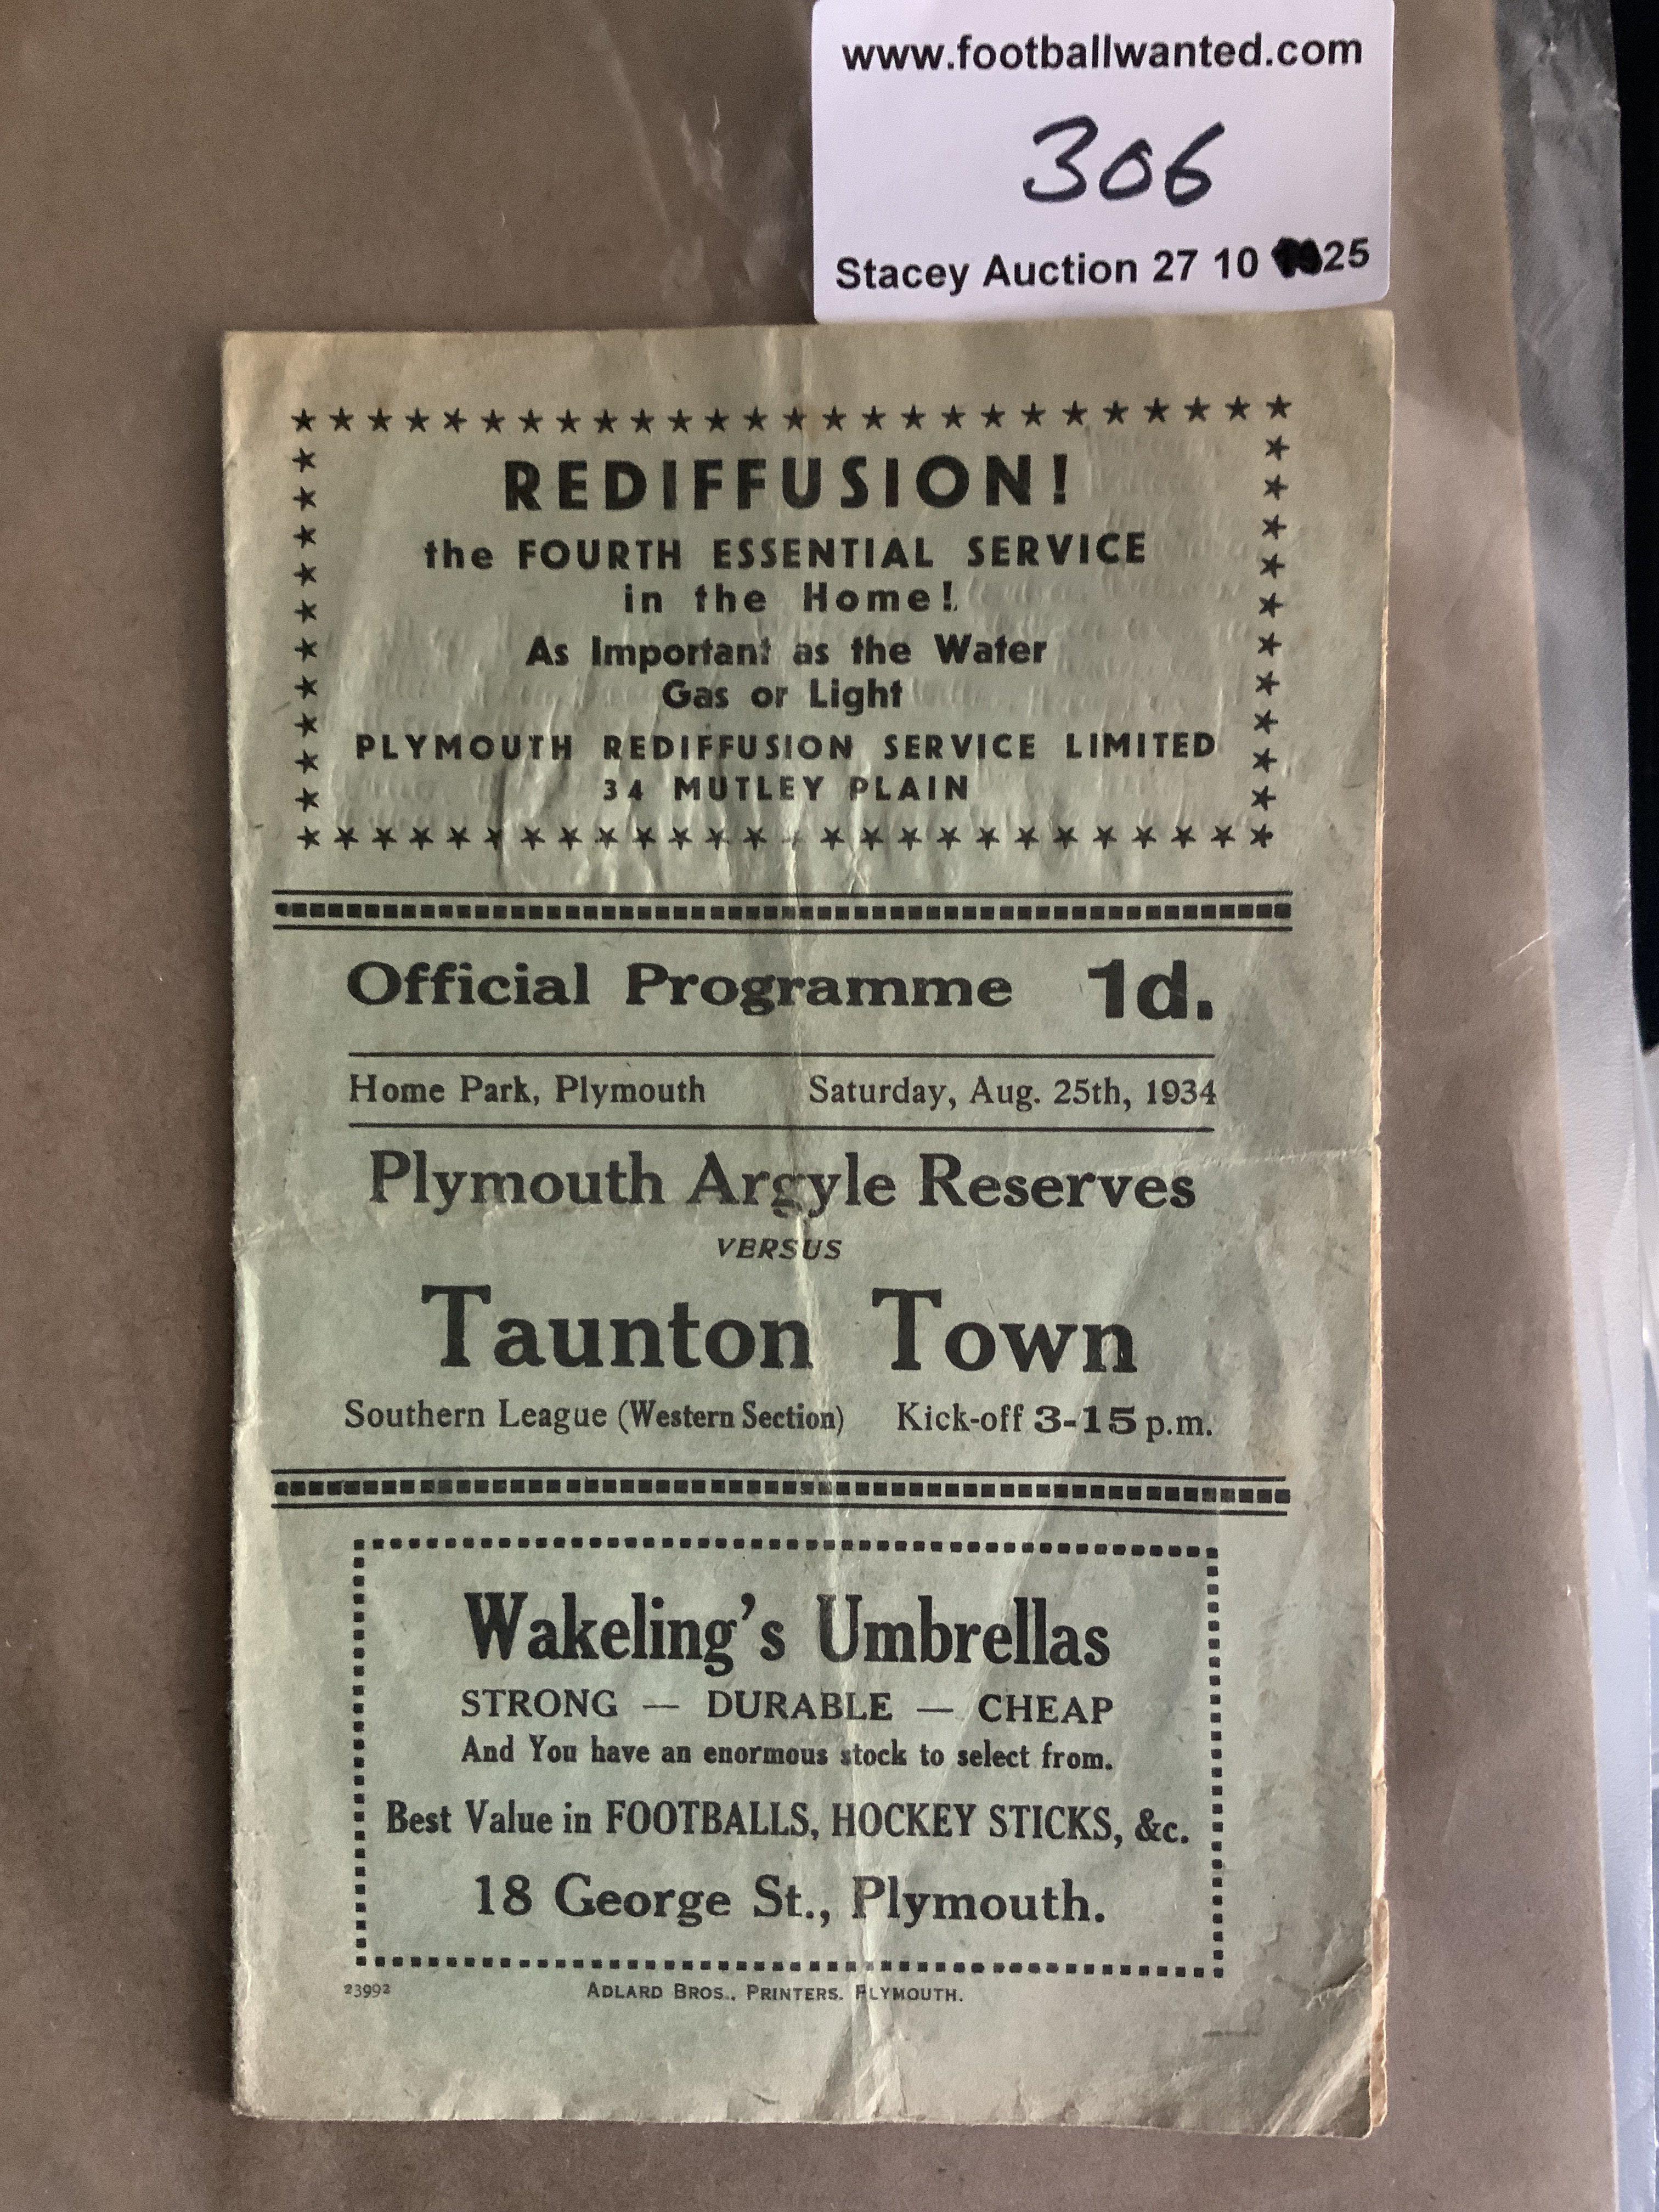 www.footballwanted.com
306
Stacey Auction 27 10 25
REDIFFUSION!
the FOURTH ESSENTIAL SERVICE
in the Home!
As Important as the Water
Gas or Light
PLYMOUTH REDIFFUSION SERVICE LIMITED
34 MUTLEY PLAIN
Official Programme 1d.
Home Park, Plymouth Saturday, Aug. 25th, 1934
Plymouth Argyle Reserves
VERSUS
Taunton Town
Southern League (Western Section) Kick-off 3-15 p.m.
Wakeling's Umbrellas
STRONG — DURABLE — CHEAP
And You have an enormous stock to select from.
Best Value in FOOTBALLS, HOCKEY STICKS, &c.
18 George St., Plymouth.
23992 ADLARD BROS., PRINTERS. PLYMOUTH.